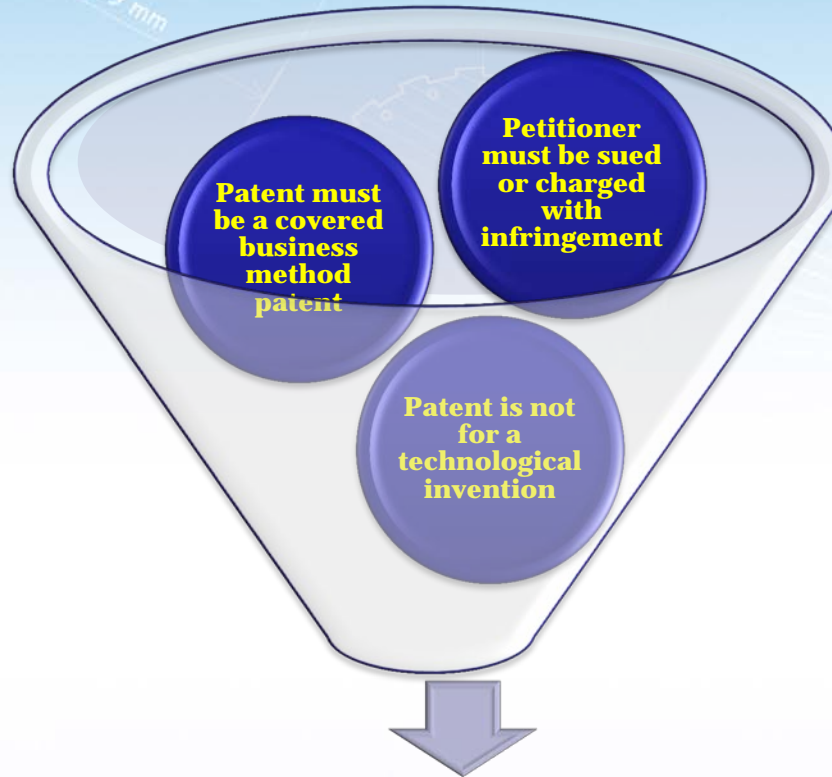 mm
Petitioner
must be sued
or charged
with
infringement
Patent must
be a covered
business
method
patent
Patent is not
for a
technological
invention